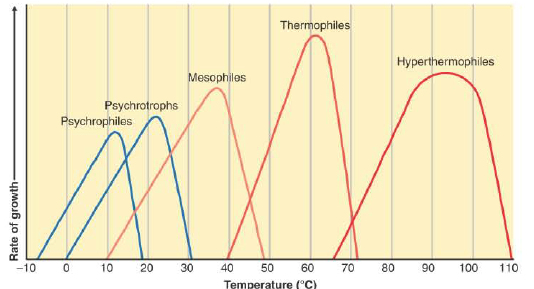 Thermophiles
Hyperthermophiles
Mesophiles
Psychrotrophs
Psychrophiles
Rate of growth
–10 0 10 20 30 40 50 60 70 80 90 100 110
Temperature (°C)